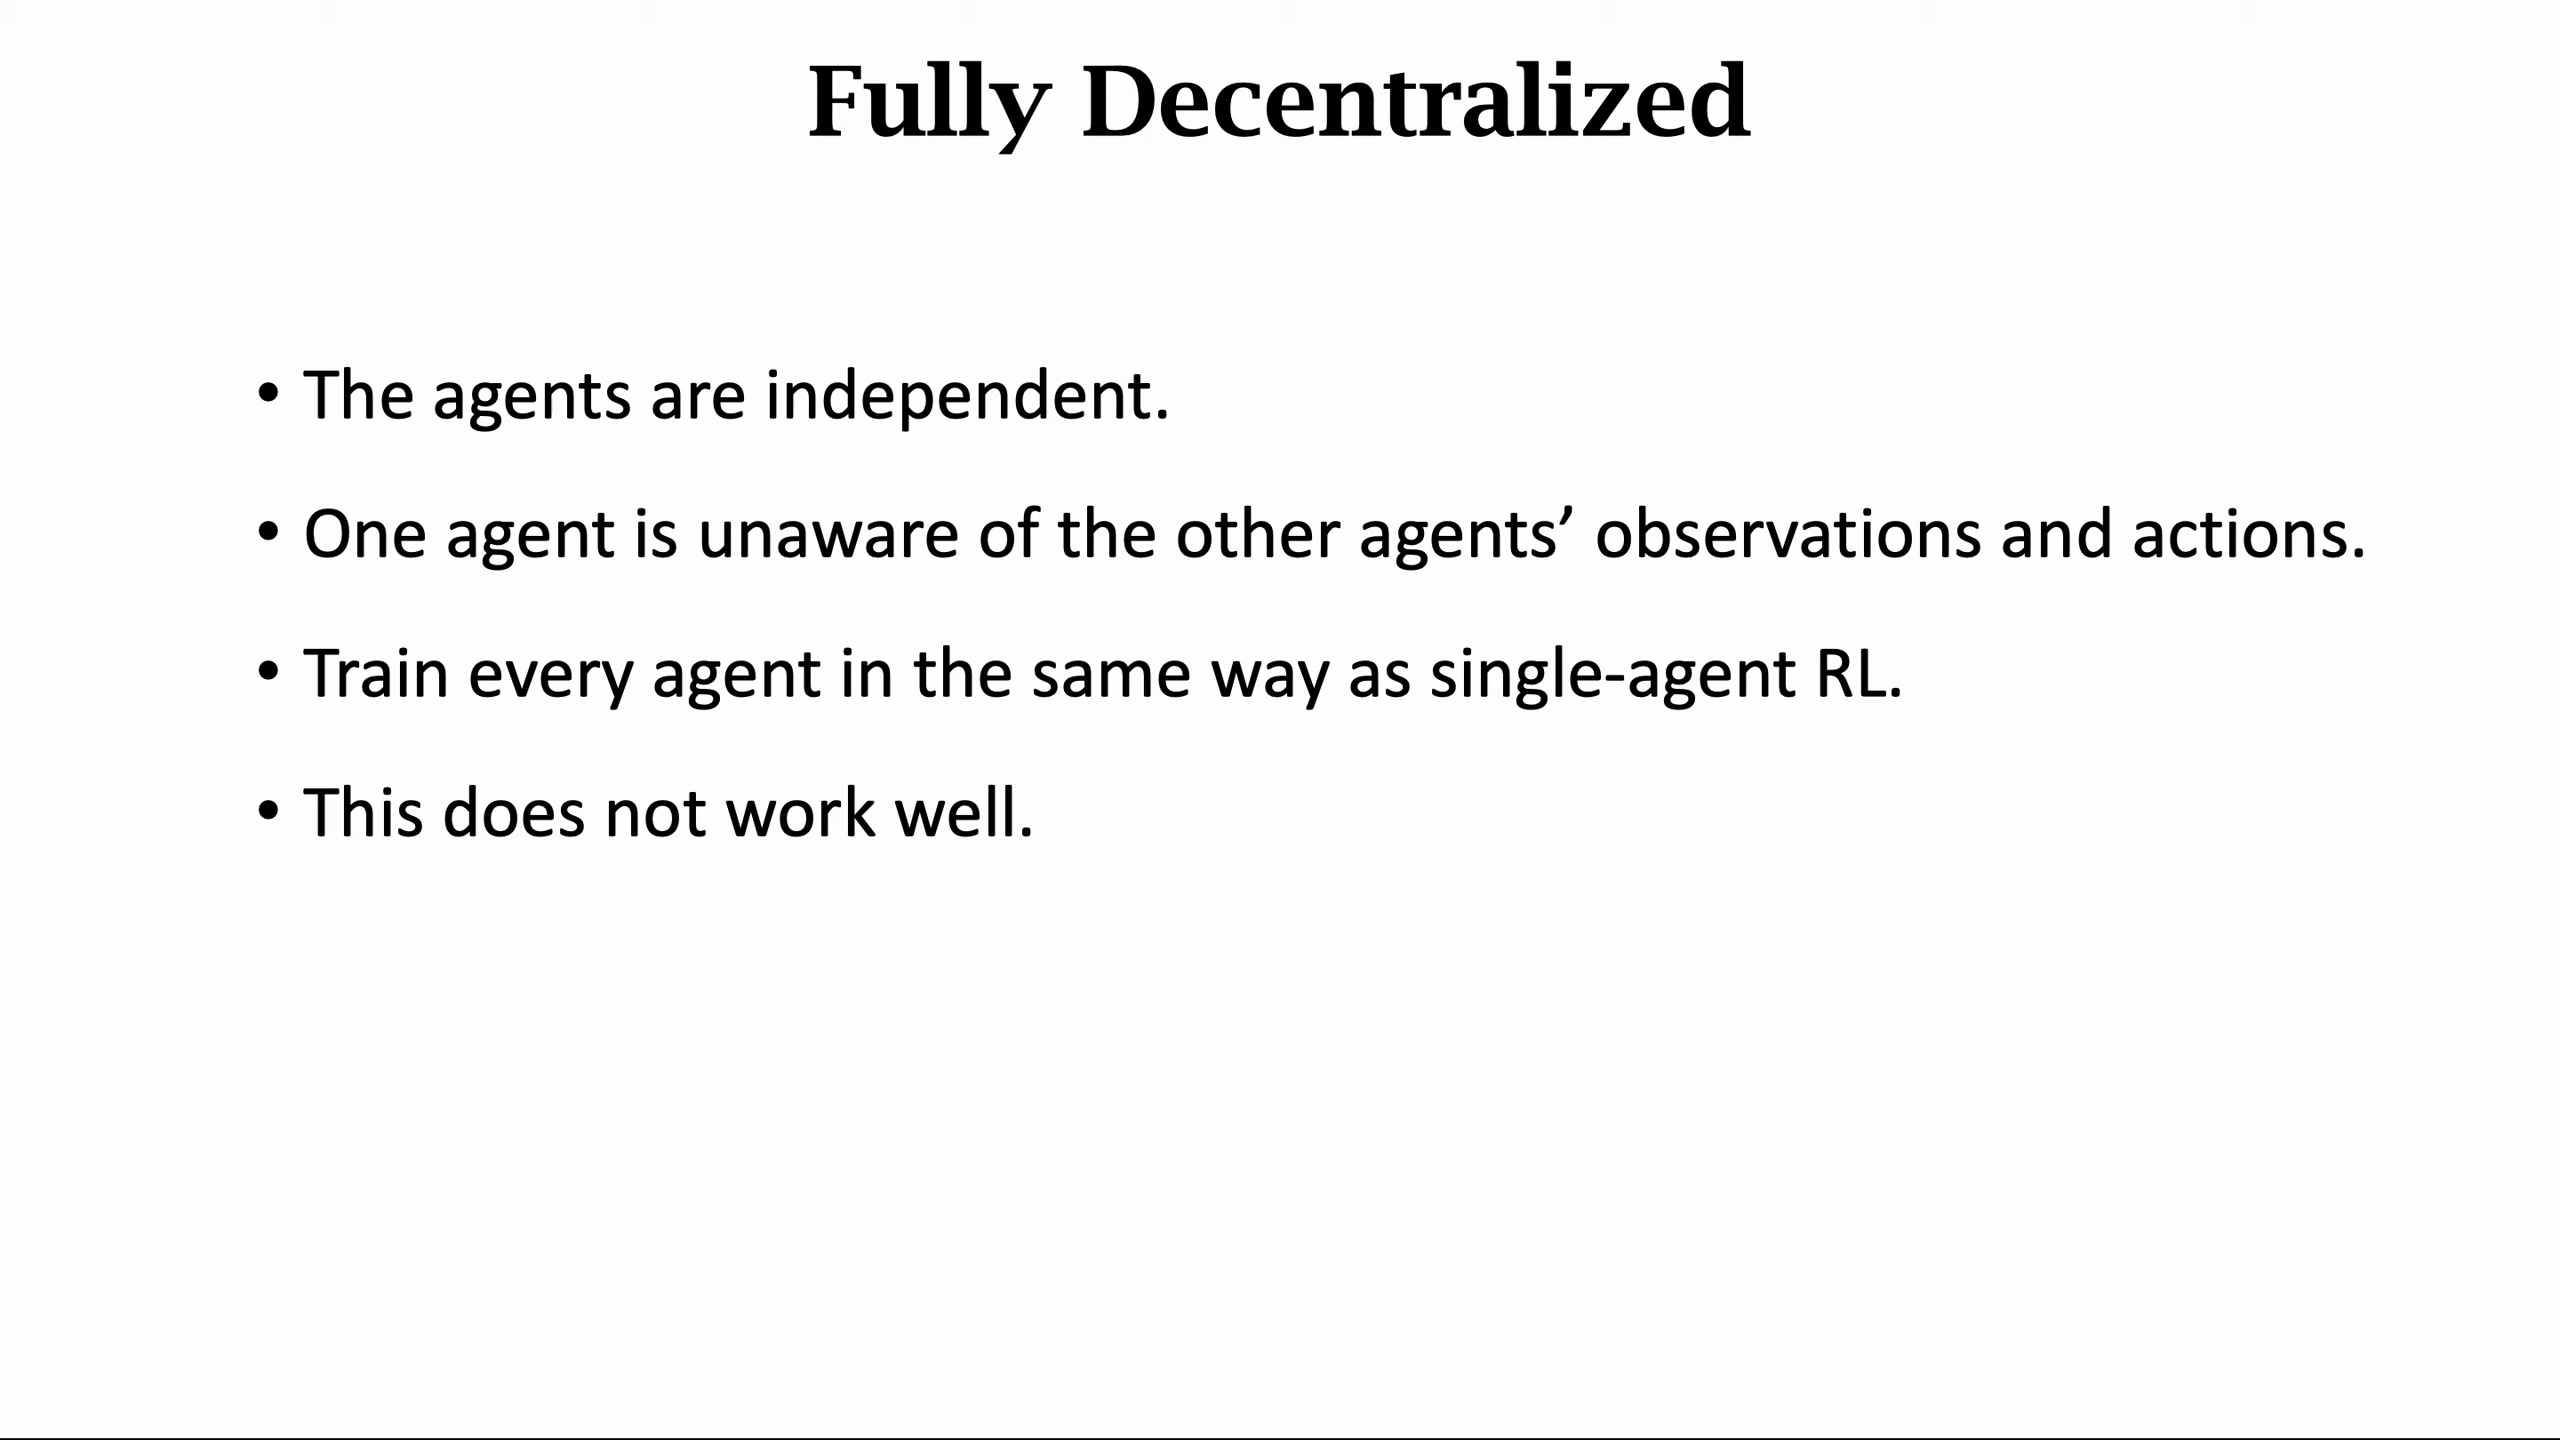 Fully Decentralized
• The agents are independent.
• One agent is unaware of the other agents’ observations and actions.
• Train every agent in the same way as single-agent RL.
• This does not work well.